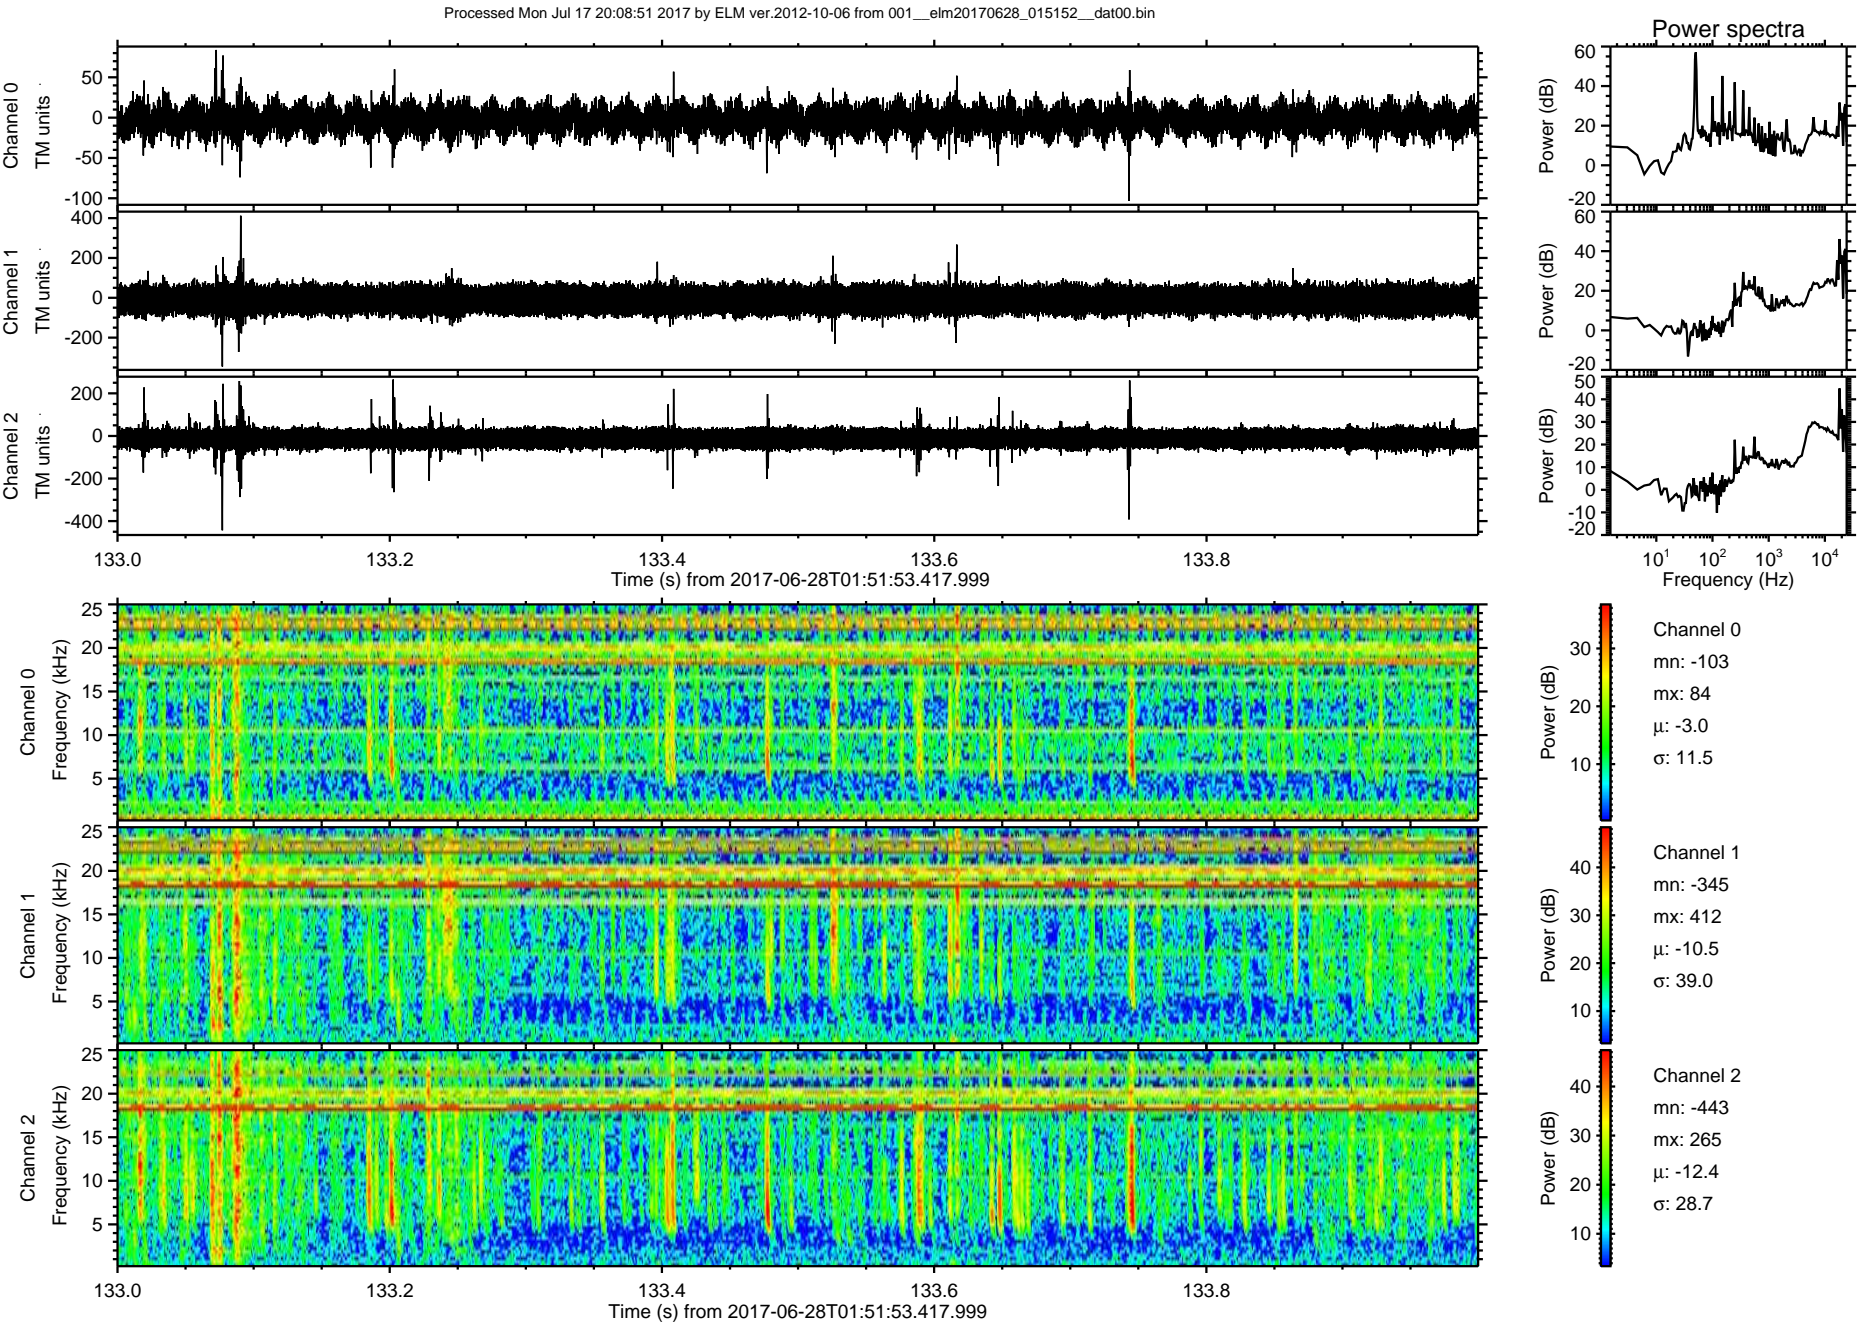 Processed Mon Jul 17 20:08:51 2017 by ELM ver.2012-10-06 from 001__elm20170628_015152__dat00.bin
Power spectra
Channel 0
TM units
50
0
-50
-100
Power (dB)
60
40
20
0
-20
Channel 1
TM units
400
200
0
-200
Power (dB)
60
40
20
0
-20
Channel 2
TM units
200
0
-200
-400
Power (dB)
50
40
30
20
10
0
-10
-20
133.0 133.2 133.4 133.6 133.8
Time (s) from 2017-06-28T01:51:53.417.999
10^1 10^2 10^3 10^4
Frequency (Hz)
Channel 0
Frequency (kHz)
25
20
15
10
5
Power (dB)
30
20
10
Channel 0
mn: -103
mx: 84
μ: -3.0
σ: 11.5
Channel 1
Frequency (kHz)
25
20
15
10
5
Power (dB)
40
30
20
10
Channel 1
mn: -345
mx: 412
μ: -10.5
σ: 39.0
Channel 2
Frequency (kHz)
25
20
15
10
5
Power (dB)
40
30
20
10
Channel 2
mn: -443
mx: 265
μ: -12.4
σ: 28.7
133.0 133.2 133.4 133.6 133.8
Time (s) from 2017-06-28T01:51:53.417.999